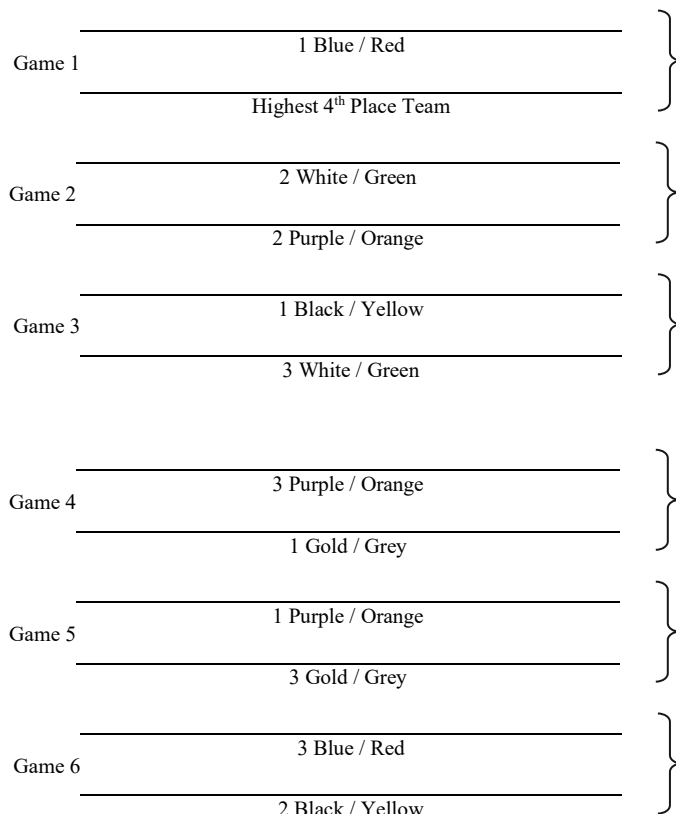 1 Blue / Red
Game 1
Highest 4th Place Team
2 White / Green
Game 2
2 Purple / Orange
1 Black / Yellow
Game 3
3 White / Green
3 Purple / Orange
Game 4
1 Gold / Grey
1 Purple / Orange
Game 5
3 Gold / Grey
3 Blue / Red
Game 6
2 Black / Yellow